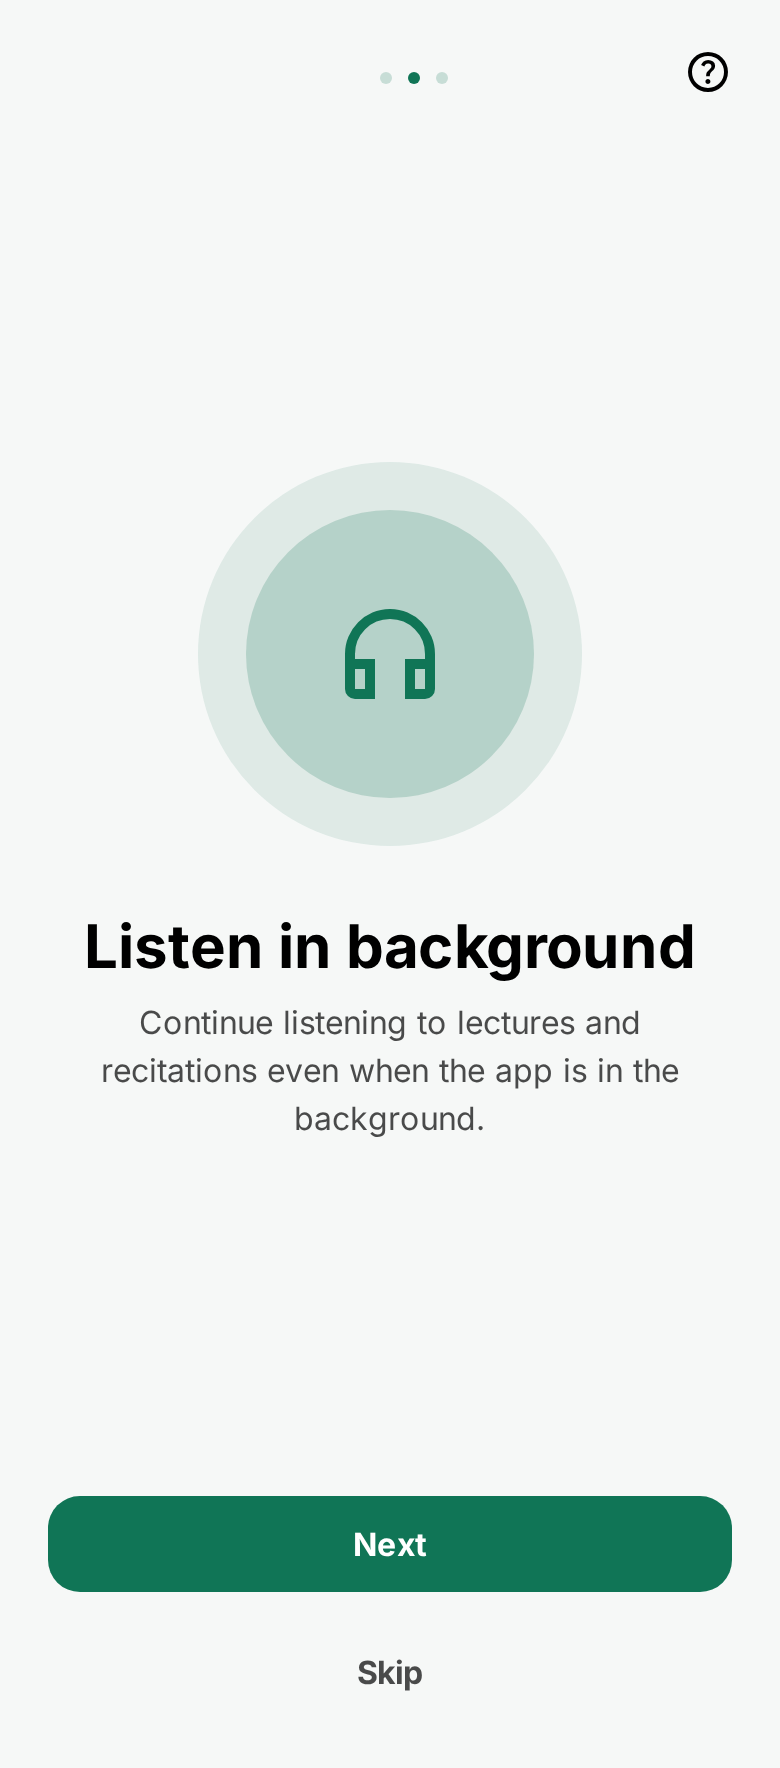 Listen in background
Continue listening to lectures and
recitations even when the app is in the
background.
Next
Skip